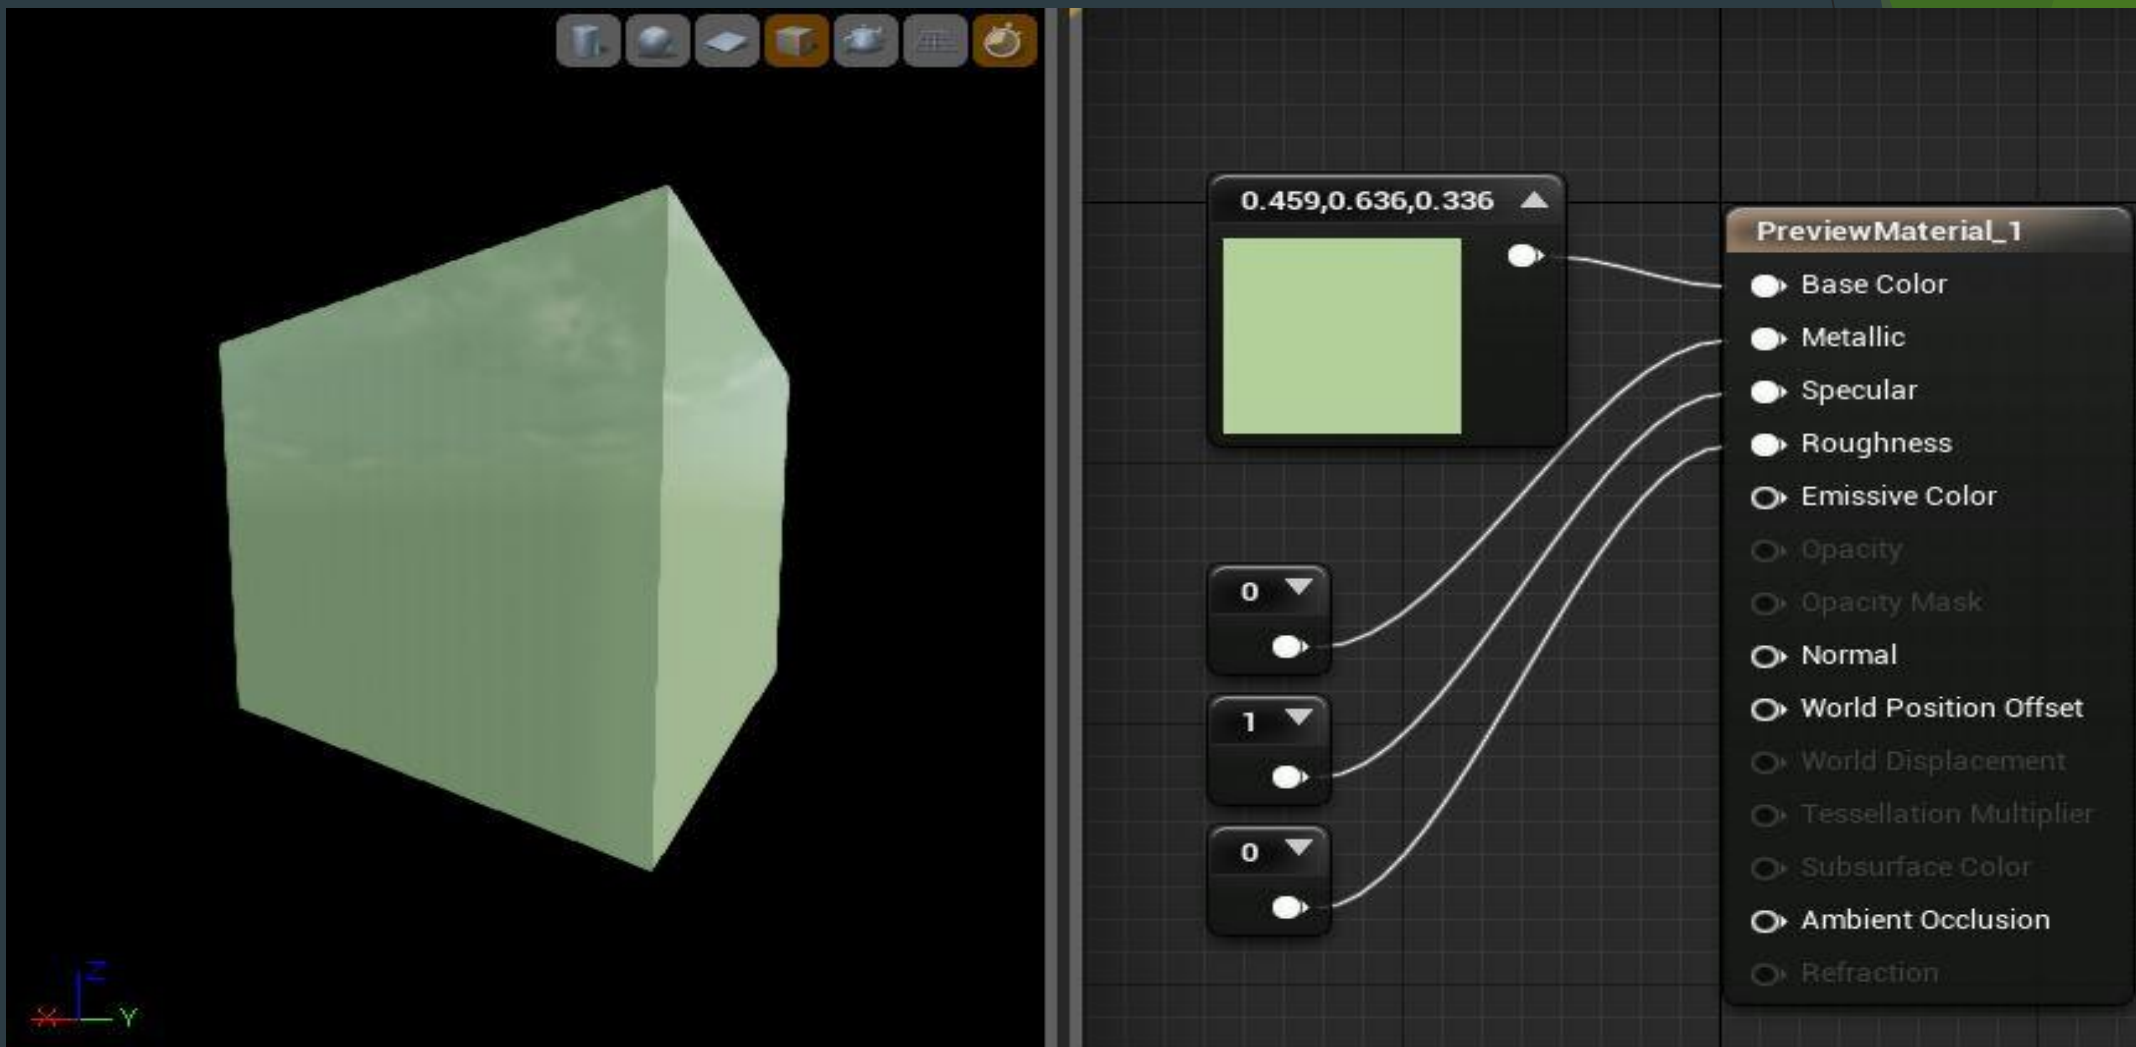 0.459,0.636,0.336
PreviewMaterial_1
Base Color
Metallic
Specular
Roughness
Emissive Color
Opacity
Opacity Mask
Normal
World Position Offset
World Displacement
Tessellation Multiplier
Subsurface Color
Ambient Occlusion
Refraction
0
1
0
Z
X
Y